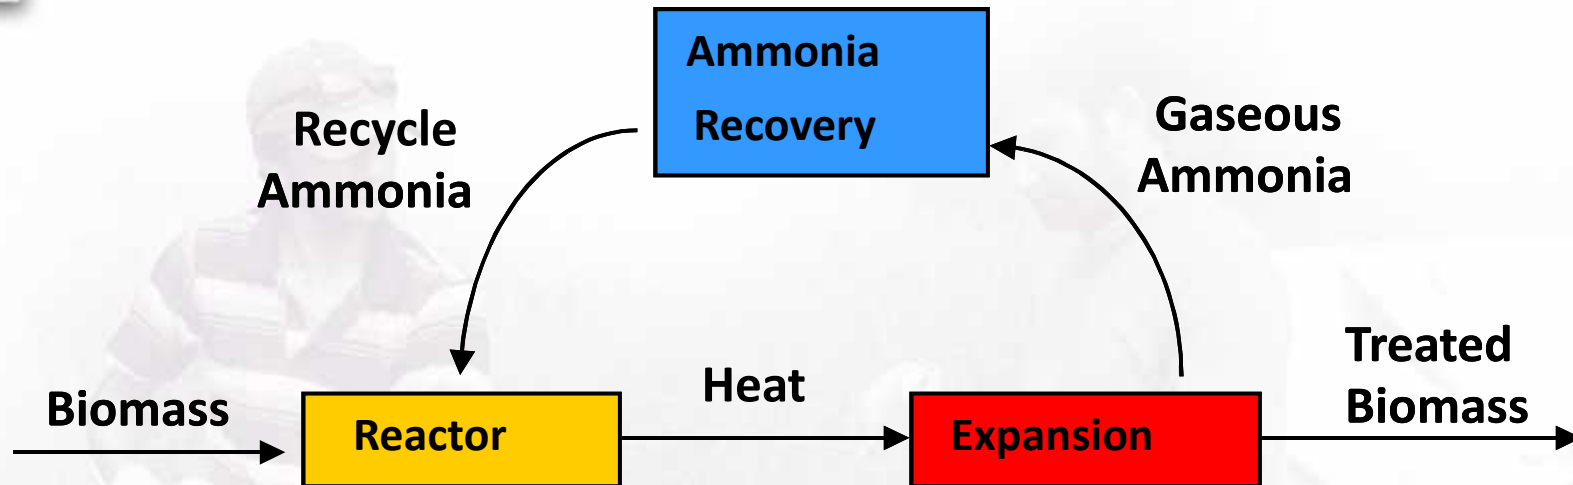 Ammonia
Recovery
Recycle
Ammonia
Gaseous
Ammonia
Biomass
Reactor
Heat
Expansion
Treated
Biomass